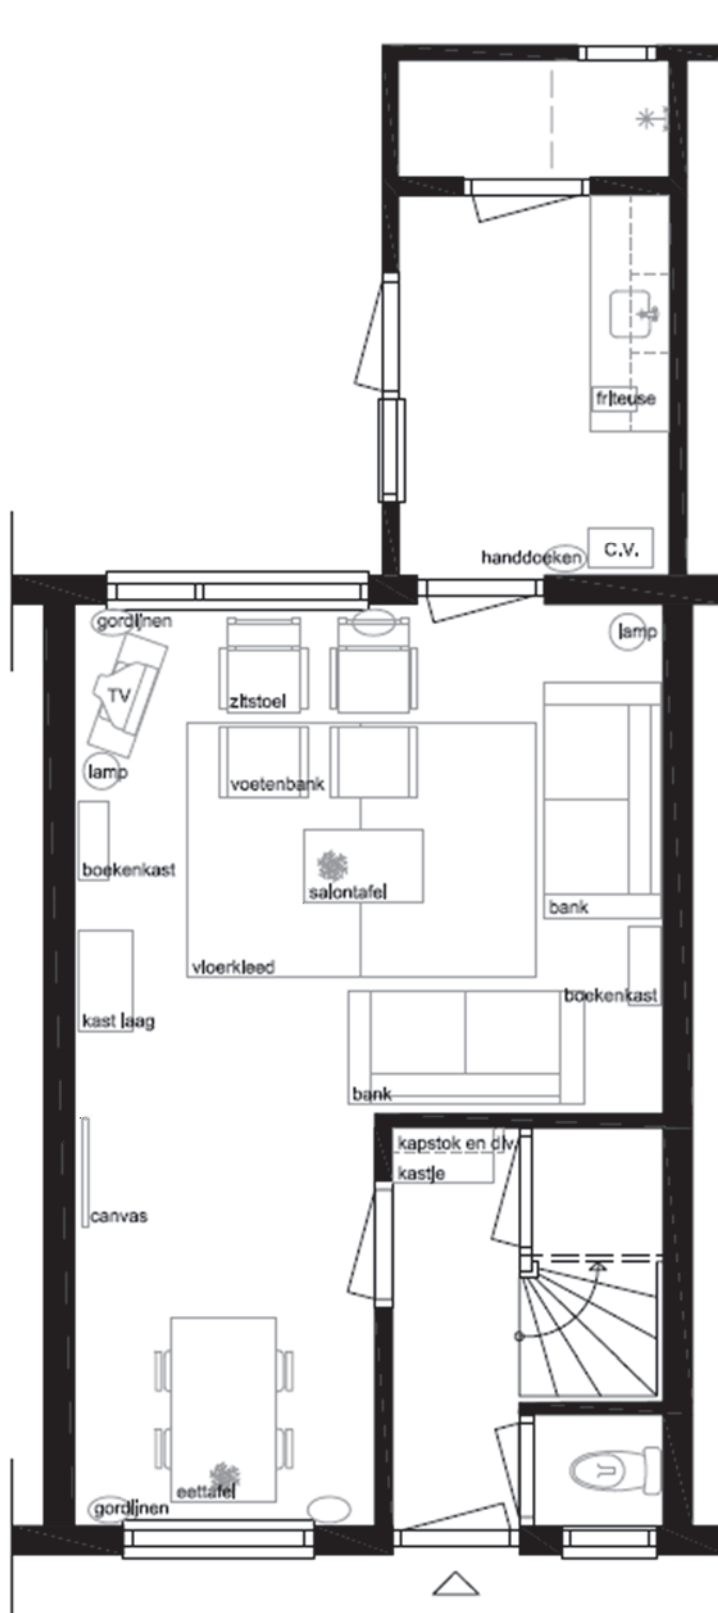 friteuse
handdoeken
C.V.
gordijnen
lamp
TV
zitstoel
lamp
voetenbank
boekenkast
salontafel
bank
vloerkleed
boekenkast
kast laag
bank
kapstok en div.
kastje
canvas
eettafel
gordijnen